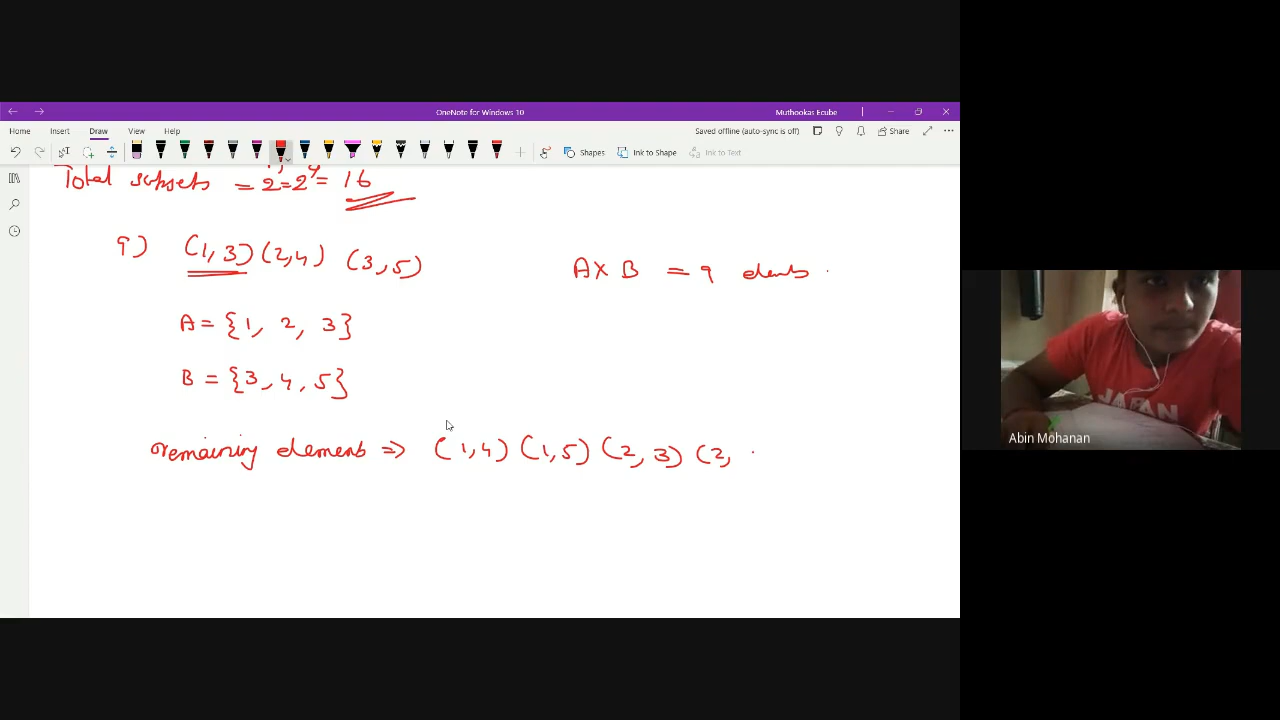 OneNote for Windows 10
Muthookas Ecube
Home Insert Draw View Help
Saved offline (auto-sync is off) Share
Shapes Ink to Shape Ink to Text
Total subsets = 2 = 2⁴ = 16
9) (1, 3) (2,4) (3,5)
A X B = 9 elements
A = {1, 2, 3}
B = {3, 4, 5}
remaining elements => (1,4) (1,5) (2, 3) (2,
JAPAN
Abin Mohanan